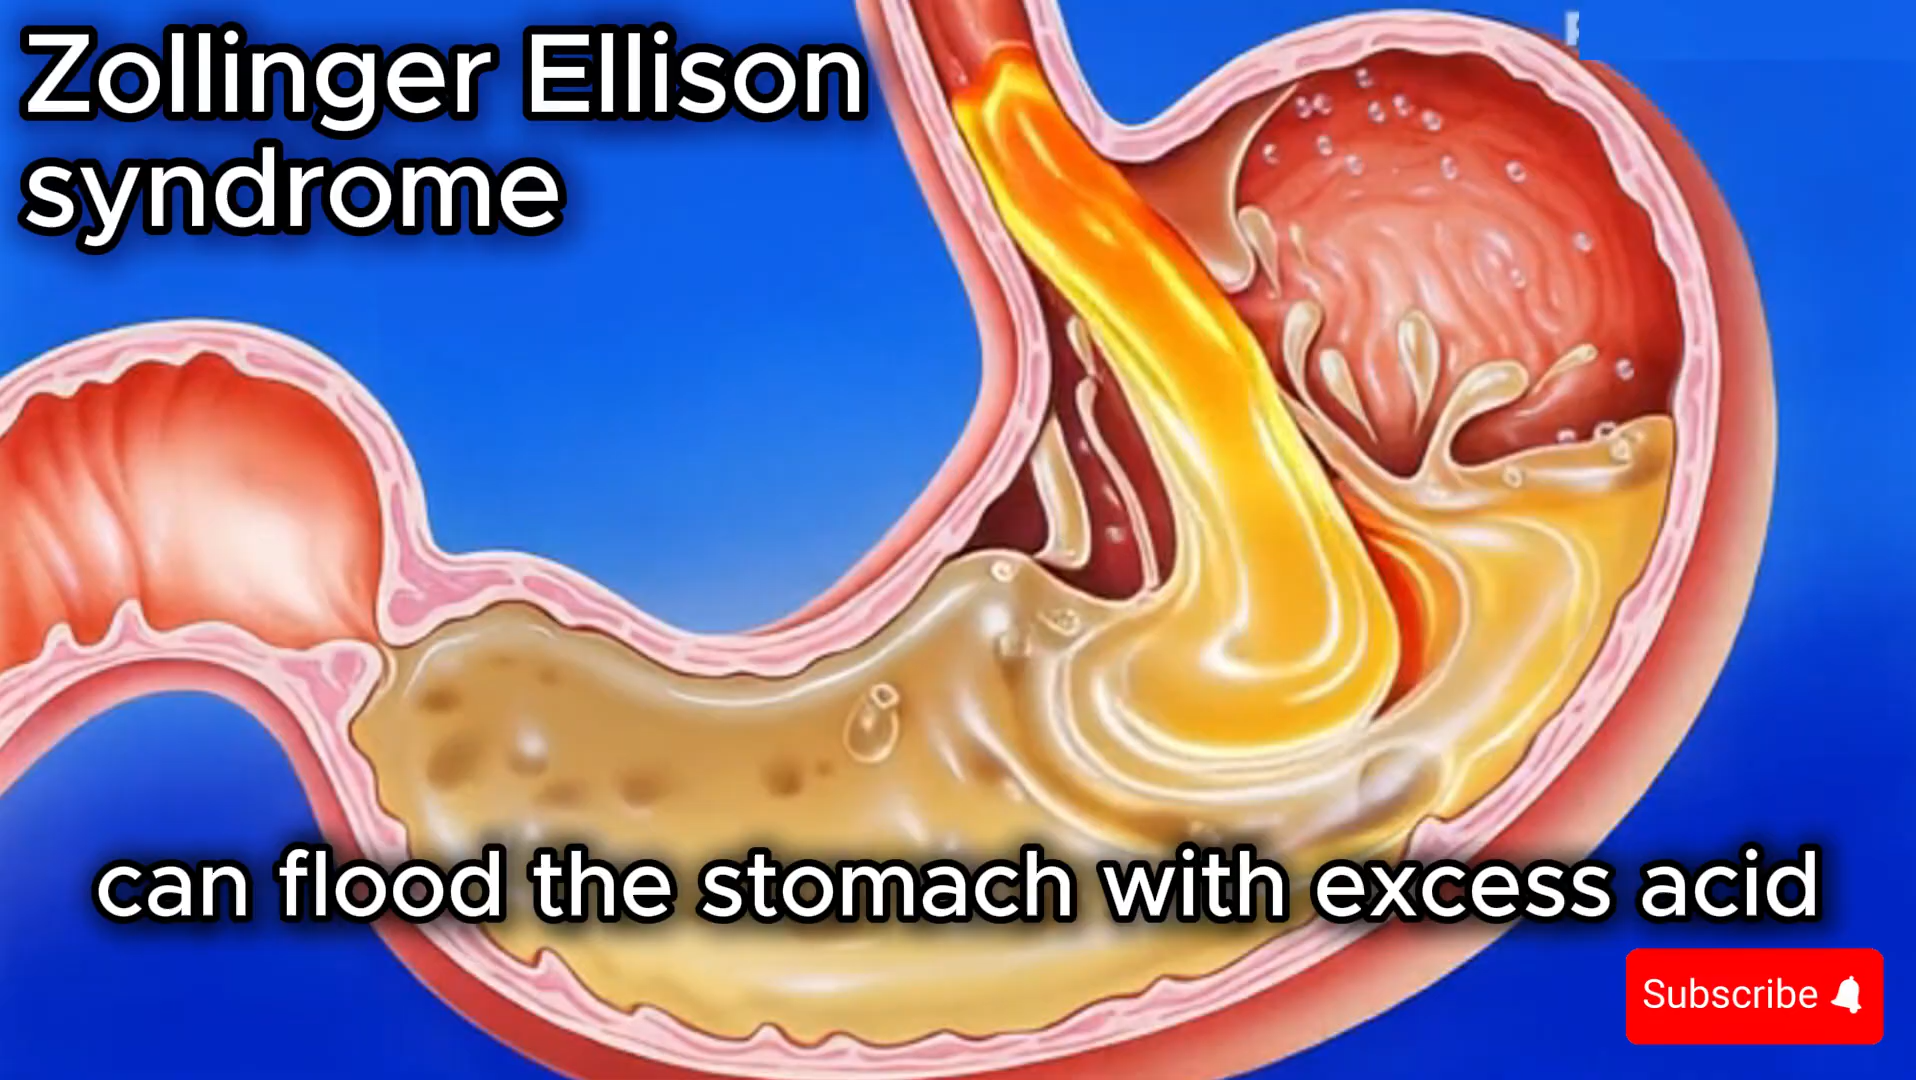 Zollinger Ellison
syndrome
can flood the stomach with excess acid
Subscribe